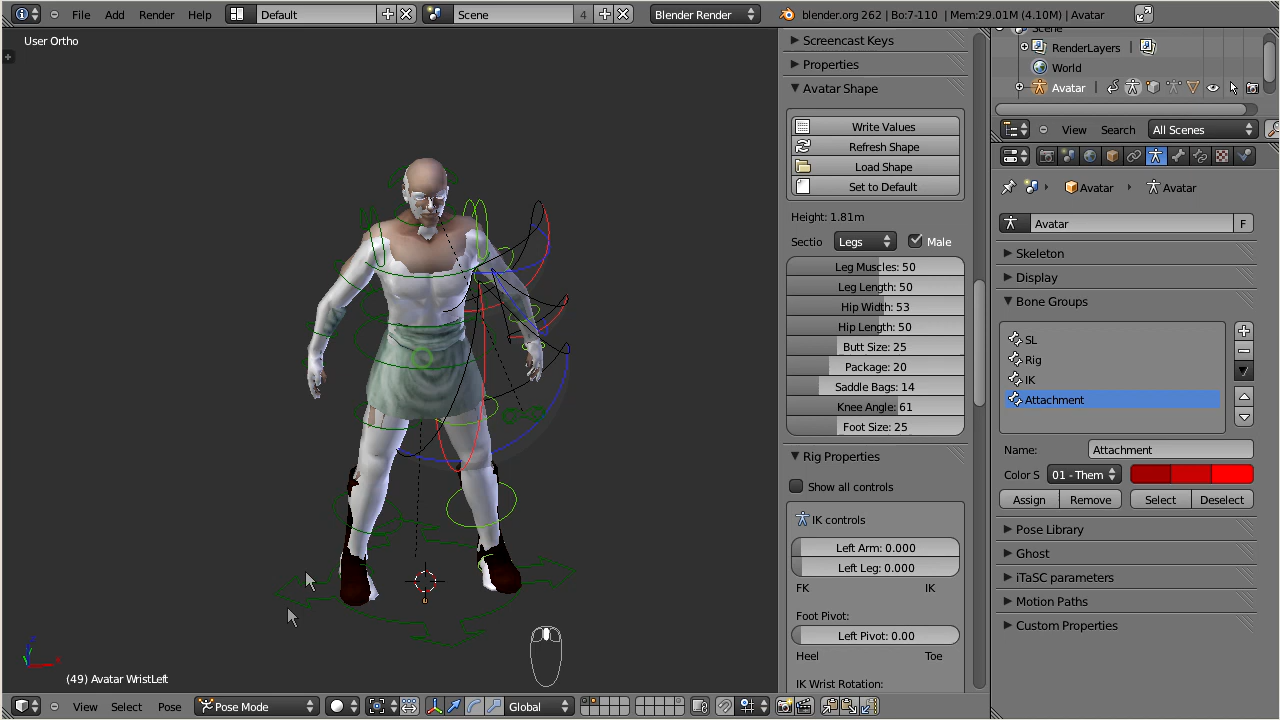 File Add Render Help Default Scene 4 Blender Render blender.org 262 | Bo:7-110 | Mem:29.01M (4.10M) | Avatar
User Ortho
Screencast Keys
Properties
Avatar Shape
Write Values
Refresh Shape
Load Shape
Set to Default
Height: 1.81m
Sectio Legs Male
Leg Muscles: 50
Leg Length: 50
Hip Width: 53
Hip Length: 50
Butt Size: 25
Package: 20
Saddle Bags: 14
Knee Angle: 61
Foot Size: 25
Rig Properties
Show all controls
IK controls
Left Arm: 0.000
Left Leg: 0.000
FK IK
Foot Pivot:
Left Pivot: 0.00
Heel Toe
IK Wrist Rotation:
Scene
RenderLayers
World
Avatar
View Search All Scenes
Avatar Avatar
Avatar F
Skeleton
Display
Bone Groups
SL
Rig
IK
Attachment
Name: Attachment
Color S 01 - Them
Assign Remove Select Deselect
Pose Library
Ghost
iTaSC parameters
Motion Paths
Custom Properties
(49) Avatar WristLeft
View Select Pose Pose Mode Global